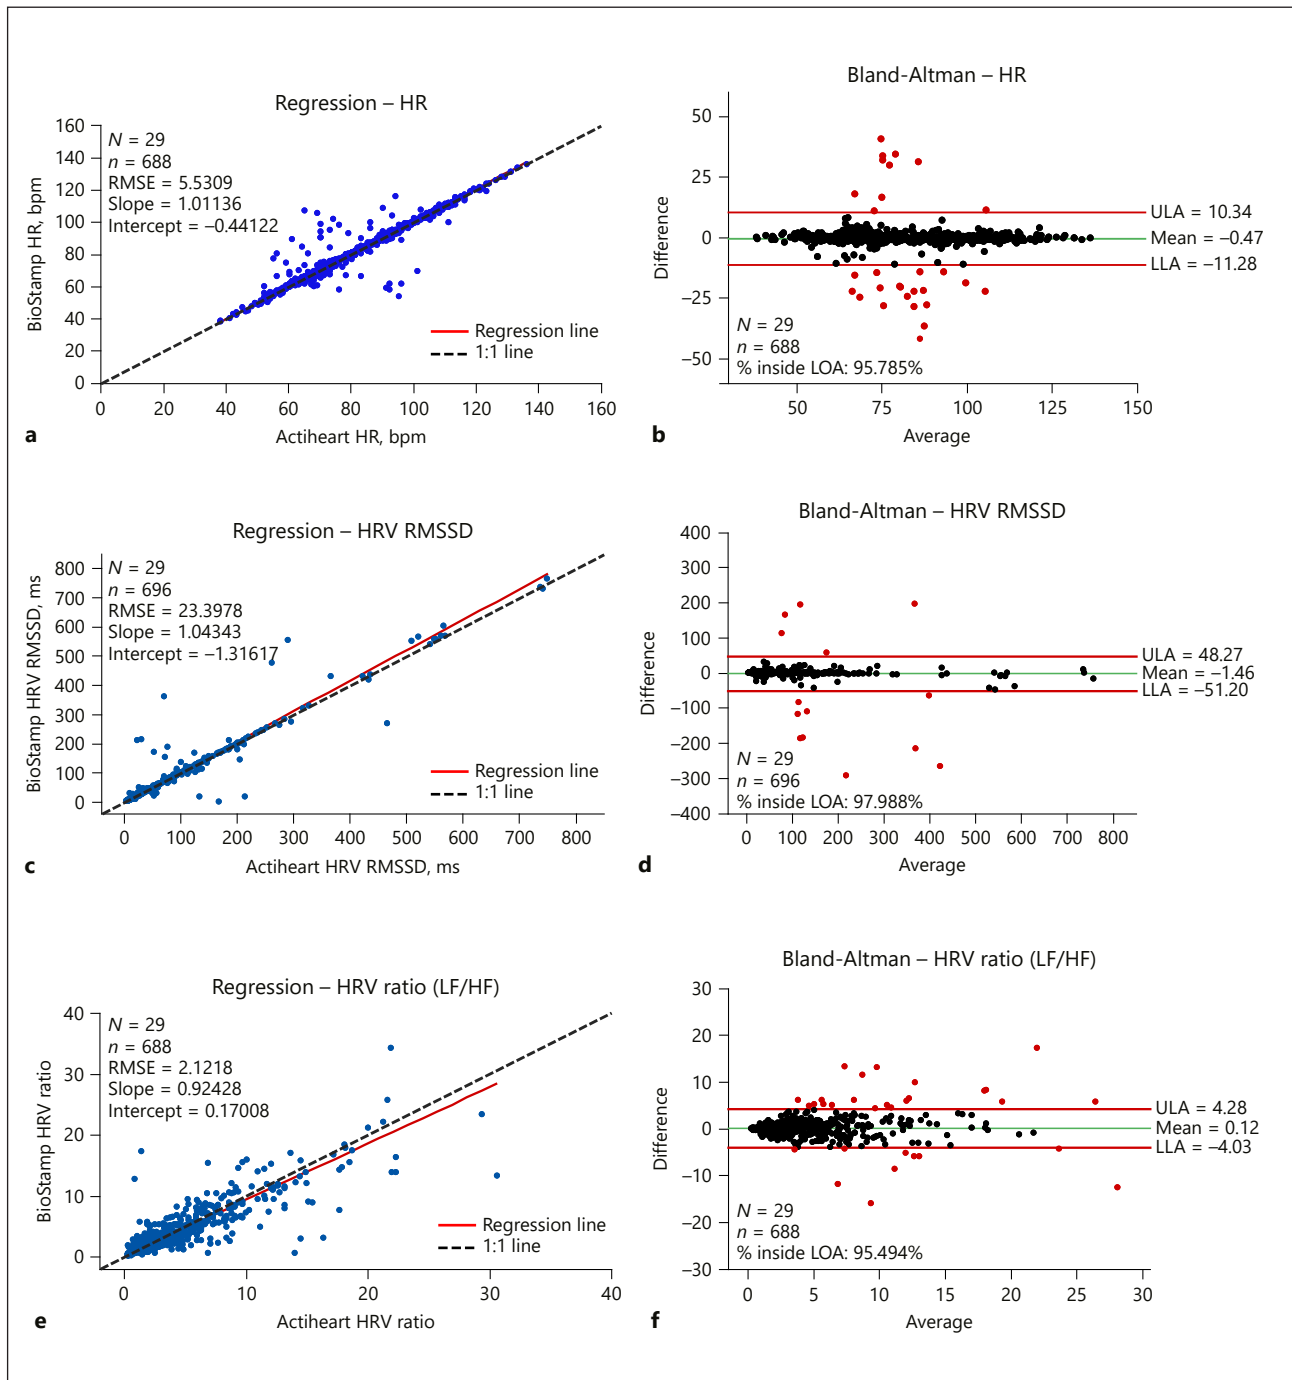 Regression – HR
160
140
120
100
80
60
40
20
0
BioStamp HR, bpm
N = 29
n = 688
RMSE = 5.5309
Slope = 1.01136
Intercept = –0.44122
Regression line
1:1 line
0 20 40 60 80 100 120 140 160
Actiheart HR, bpm
a
Bland-Altman – HR
50
25
0
–25
–50
Difference
ULA = 10.34
Mean = –0.47
LLA = –11.28
N = 29
n = 688
% inside LOA: 95.785%
50 75 100 125 150
Average
b
Regression – HRV RMSSD
800
700
600
500
400
300
200
100
0
BioStamp HRV RMSSD, ms
N = 29
n = 696
RMSE = 23.3978
Slope = 1.04343
Intercept = –1.31617
Regression line
1:1 line
0 100 200 300 400 500 600 700 800
Actiheart HRV RMSSD, ms
c
Bland-Altman – HRV RMSSD
400
300
200
100
0
–100
–200
–300
–400
Difference
ULA = 48.27
Mean = –1.46
LLA = –51.20
N = 29
n = 696
% inside LOA: 97.988%
0 100 200 300 400 500 600 700 800
Average
d
Regression – HRV ratio (LF/HF)
40
30
20
10
0
BioStamp HRV ratio
N = 29
n = 688
RMSE = 2.1218
Slope = 0.92428
Intercept = 0.17008
Regression line
1:1 line
0 10 20 30 40
Actiheart HRV ratio
e
Bland-Altman – HRV ratio (LF/HF)
30
20
10
0
–10
–20
–30
Difference
ULA = 4.28
Mean = 0.12
LLA = –4.03
N = 29
n = 688
% inside LOA: 95.494%
0 5 10 15 20 25 30
Average
f